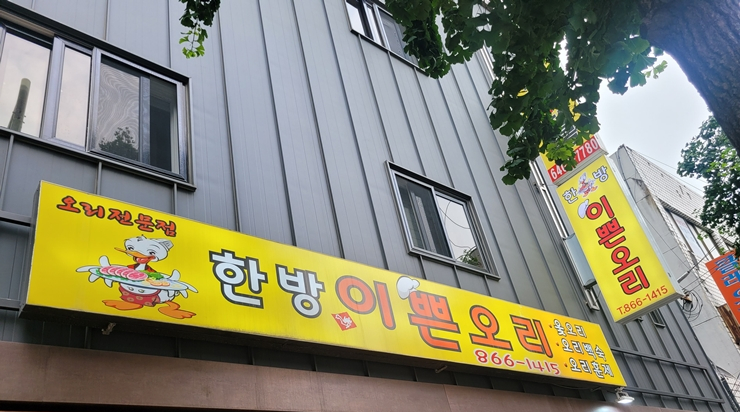 오리전문점
한방이쁜오리
866-1415
·옻오리
·오리백숙
·오리훈제
한방
이쁜오리
T.866-1415